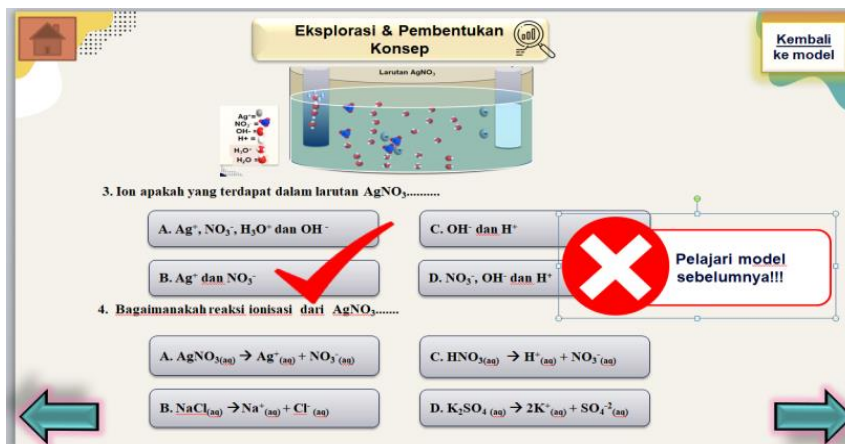 Eksplorasi & Pembentukan
Konsep
Kembali
ke model
Larutan AgNO₃
Ag⁺=
NO₃⁻ =
OH- =
H+ =
H₃O⁺
H₂O =
3. Ion apakah yang terdapat dalam larutan AgNO₃..........
A. Ag⁺, NO₃⁻, H₃O⁺ dan OH⁻
C. OH⁻ dan H⁺
B. Ag⁺ dan NO₃⁻
D. NO₃⁻, OH⁻ dan H⁺
Pelajari model
sebelumnya!!!
4. Bagaimanakah reaksi ionisasi dari AgNO₃.......
A. AgNO₃(aq) → Ag⁺(aq) + NO₃⁻(aq)
C. HNO₃(aq) → H⁺(aq) + NO₃⁻(aq)
B. NaCl(aq) →Na⁺(aq) + Cl⁻ (aq)
D. K₂SO₄ (aq) → 2K⁺(aq) + SO₄⁻²(aq)